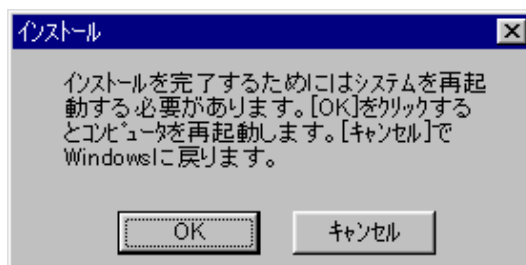 インストール
インストールを完了するためにはシステムを再起
動する必要があります。[OK]をクリックする
とコンピュータを再起動します。[キャンセル]で
Windowsに戻ります。
OK
キャンセル